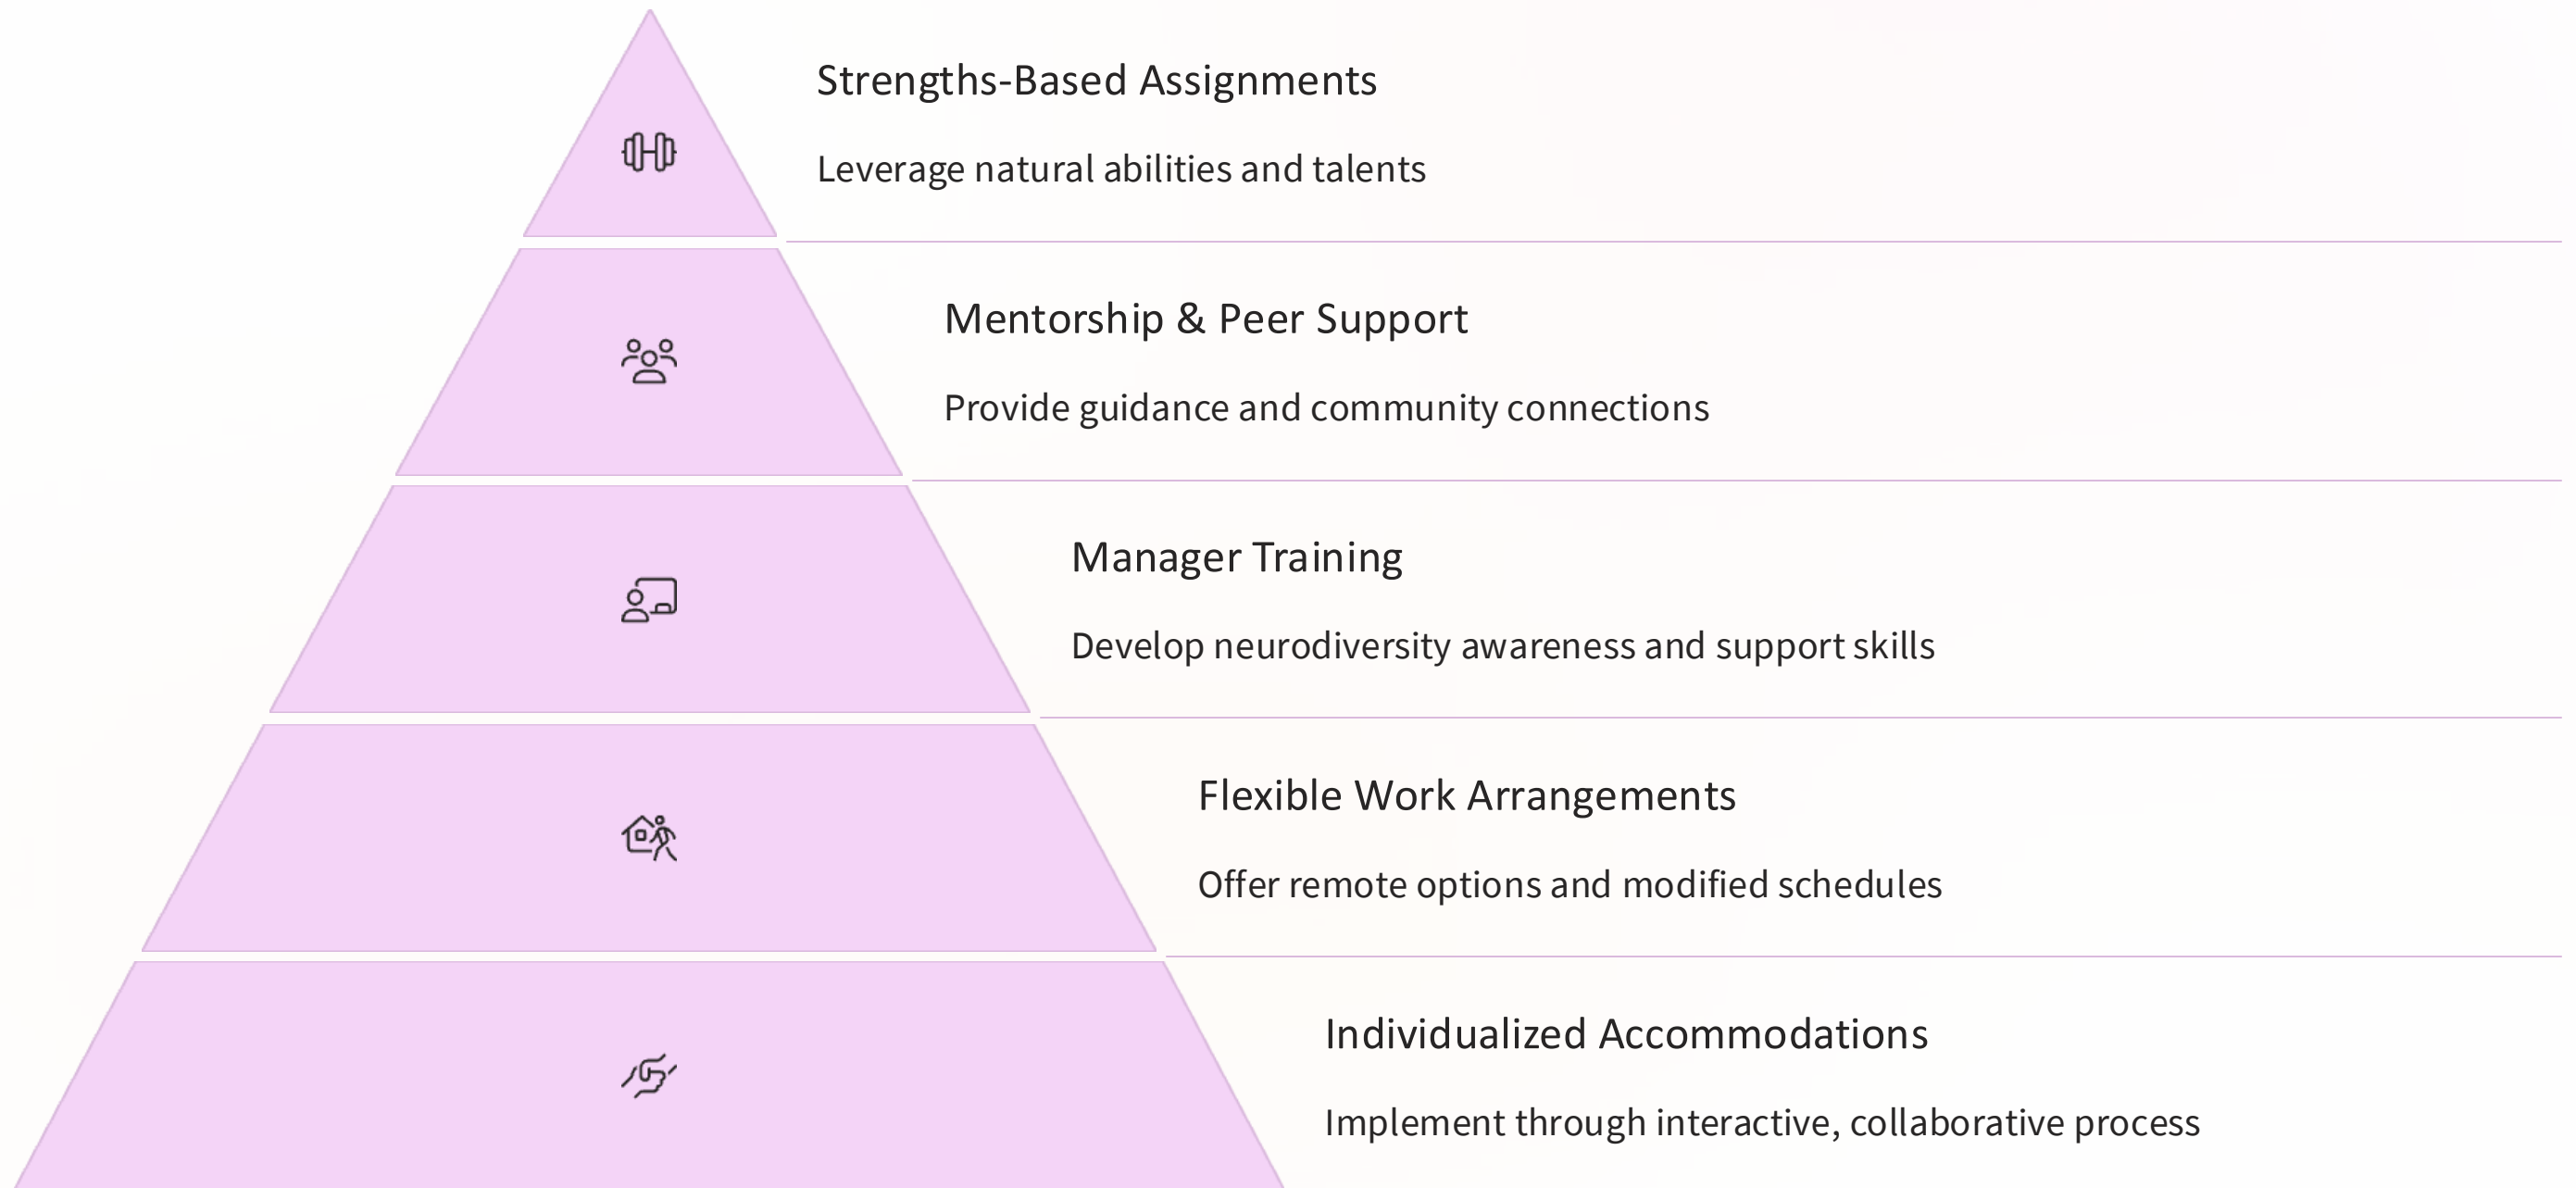 Strengths-Based Assignments
Leverage natural abilities and talents
Mentorship & Peer Support
Provide guidance and community connections
Manager Training
Develop neurodiversity awareness and support skills
Flexible Work Arrangements
Offer remote options and modified schedules
Individualized Accommodations
Implement through interactive, collaborative process